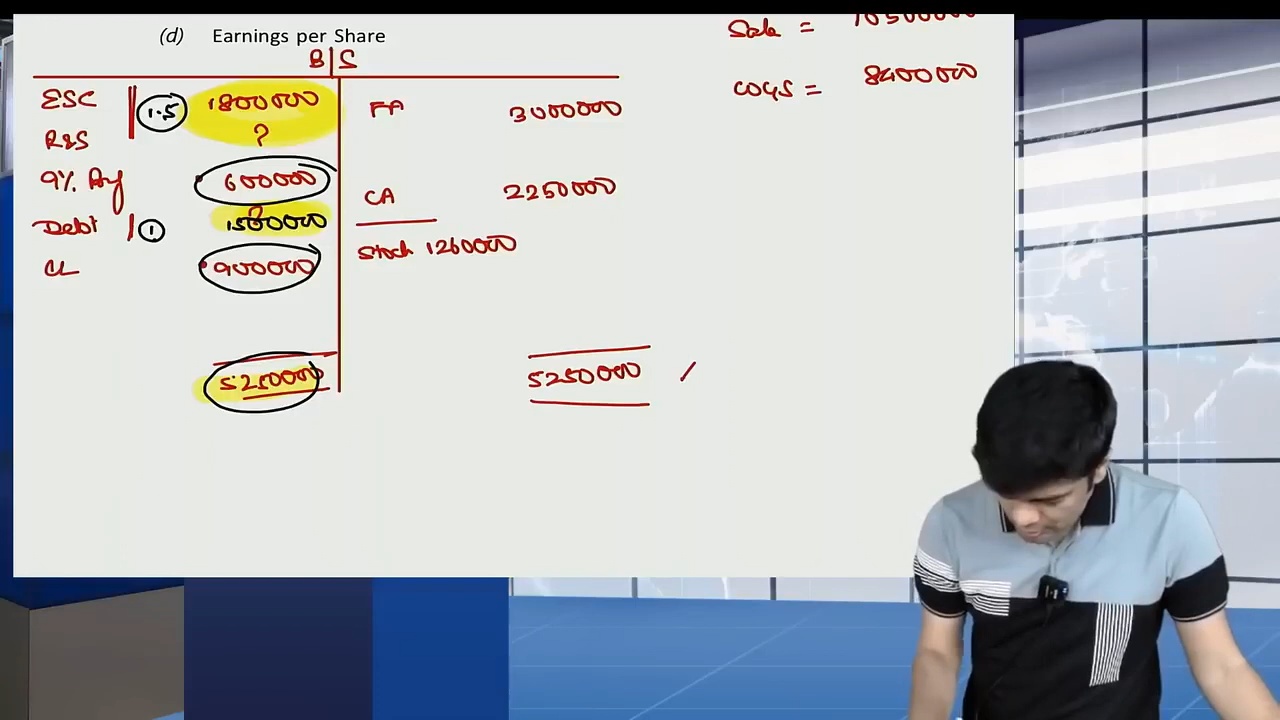 (d) Earnings per Share
Sale = 10500000
B|S
COGS = 8400000
ESC 1.5 1800000 FA 3000000
R&S ?
9% Pref 600000 CA 2250000
Debt 1 1500000
CL 900000 Stock 1260000
5250000 5250000